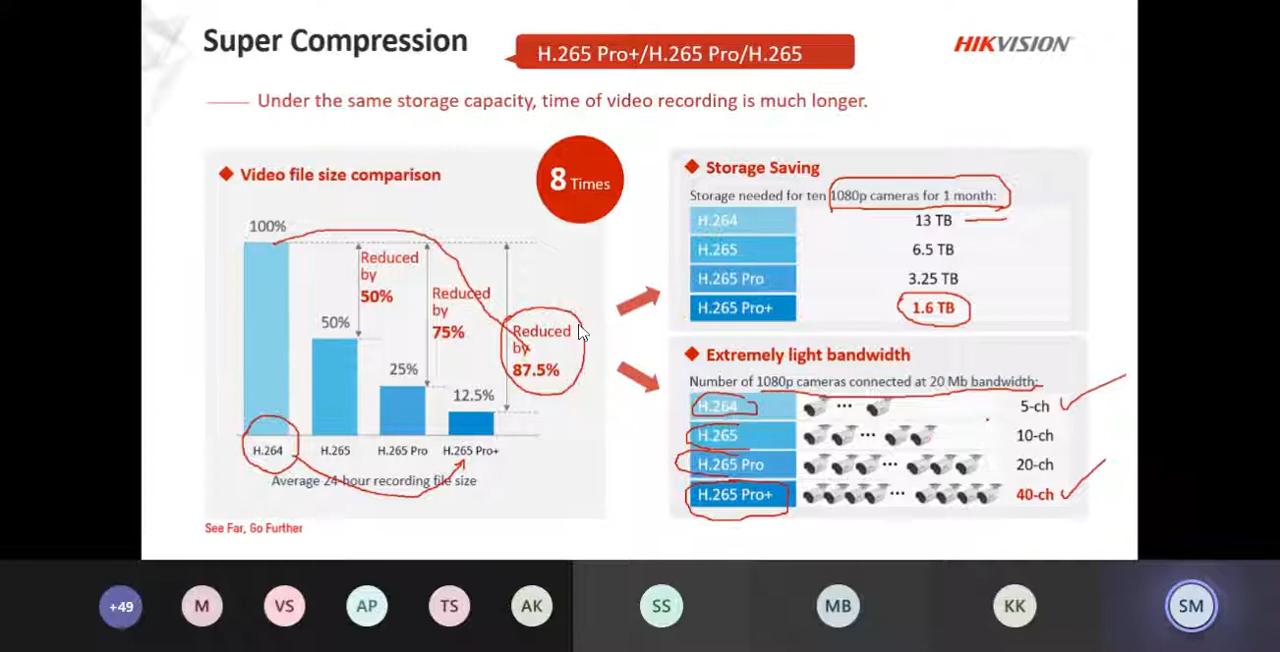 Super Compression
H.265 Pro+/H.265 Pro/H.265
HIKVISION
Under the same storage capacity, time of video recording is much longer.
Video file size comparison
8 Times
100%
Reduced
by
50%
Reduced
by
75%
Reduced
by
87.5%
50%
25%
12.5%
H.264
H.265
H.265 Pro
H.265 Pro+
Average 24-hour recording file size
See Far, Go Further
Storage Saving
Storage needed for ten 1080p cameras for 1 month:
H.264 13 TB
H.265 6.5 TB
H.265 Pro 3.25 TB
H.265 Pro+ 1.6 TB
Extremely light bandwidth
Number of 1080p cameras connected at 20 Mb bandwidth:
H.264 ... 5-ch
H.265 ... 10-ch
H.265 Pro ... 20-ch
H.265 Pro+ ... 40-ch
+49
M
VS
AP
TS
AK
SS
MB
KK
SM